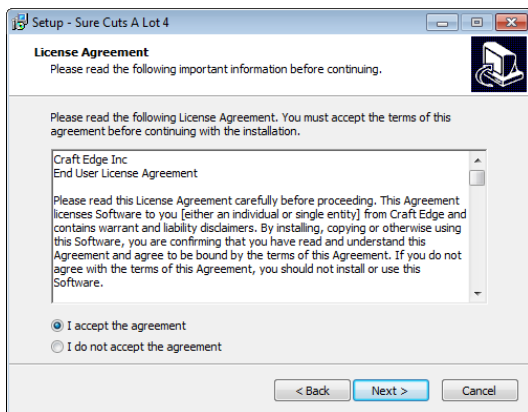 Setup - Sure Cuts A Lot 4
License Agreement
Please read the following important information before continuing.
Please read the following License Agreement. You must accept the terms of this
agreement before continuing with the installation.
Craft Edge Inc
End User License Agreement
Please read this License Agreement carefully before proceeding. This Agreement
licenses Software to you [either an individual or single entity] from Craft Edge and
contains warrant and liability disclaimers. By installing, copying or otherwise using
this Software, you are confirming that you have read and understand this
Agreement and agree to be bound by the terms of this Agreement. If you do not
agree with the terms of this Agreement, you should not install or use this
Software.
I accept the agreement
I do not accept the agreement
< Back Next > Cancel